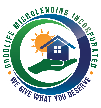 GOODLIFE MICROLENDING INCORPORATED
WE GIVE WHAT YOU DESERVE